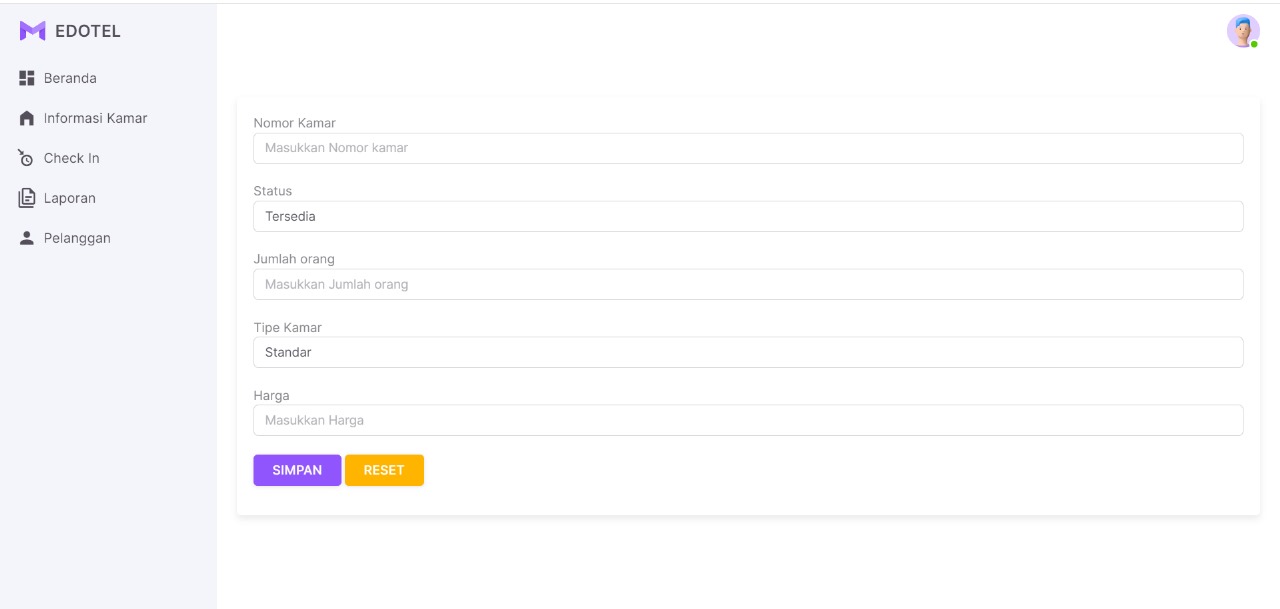 EDOTEL
Beranda
Informasi Kamar
Check In
Laporan
Pelanggan
Nomor Kamar
Masukkan Nomor kamar
Status
Tersedia
Jumlah orang
Masukkan Jumlah orang
Tipe Kamar
Standar
Harga
Masukkan Harga
SIMPAN RESET